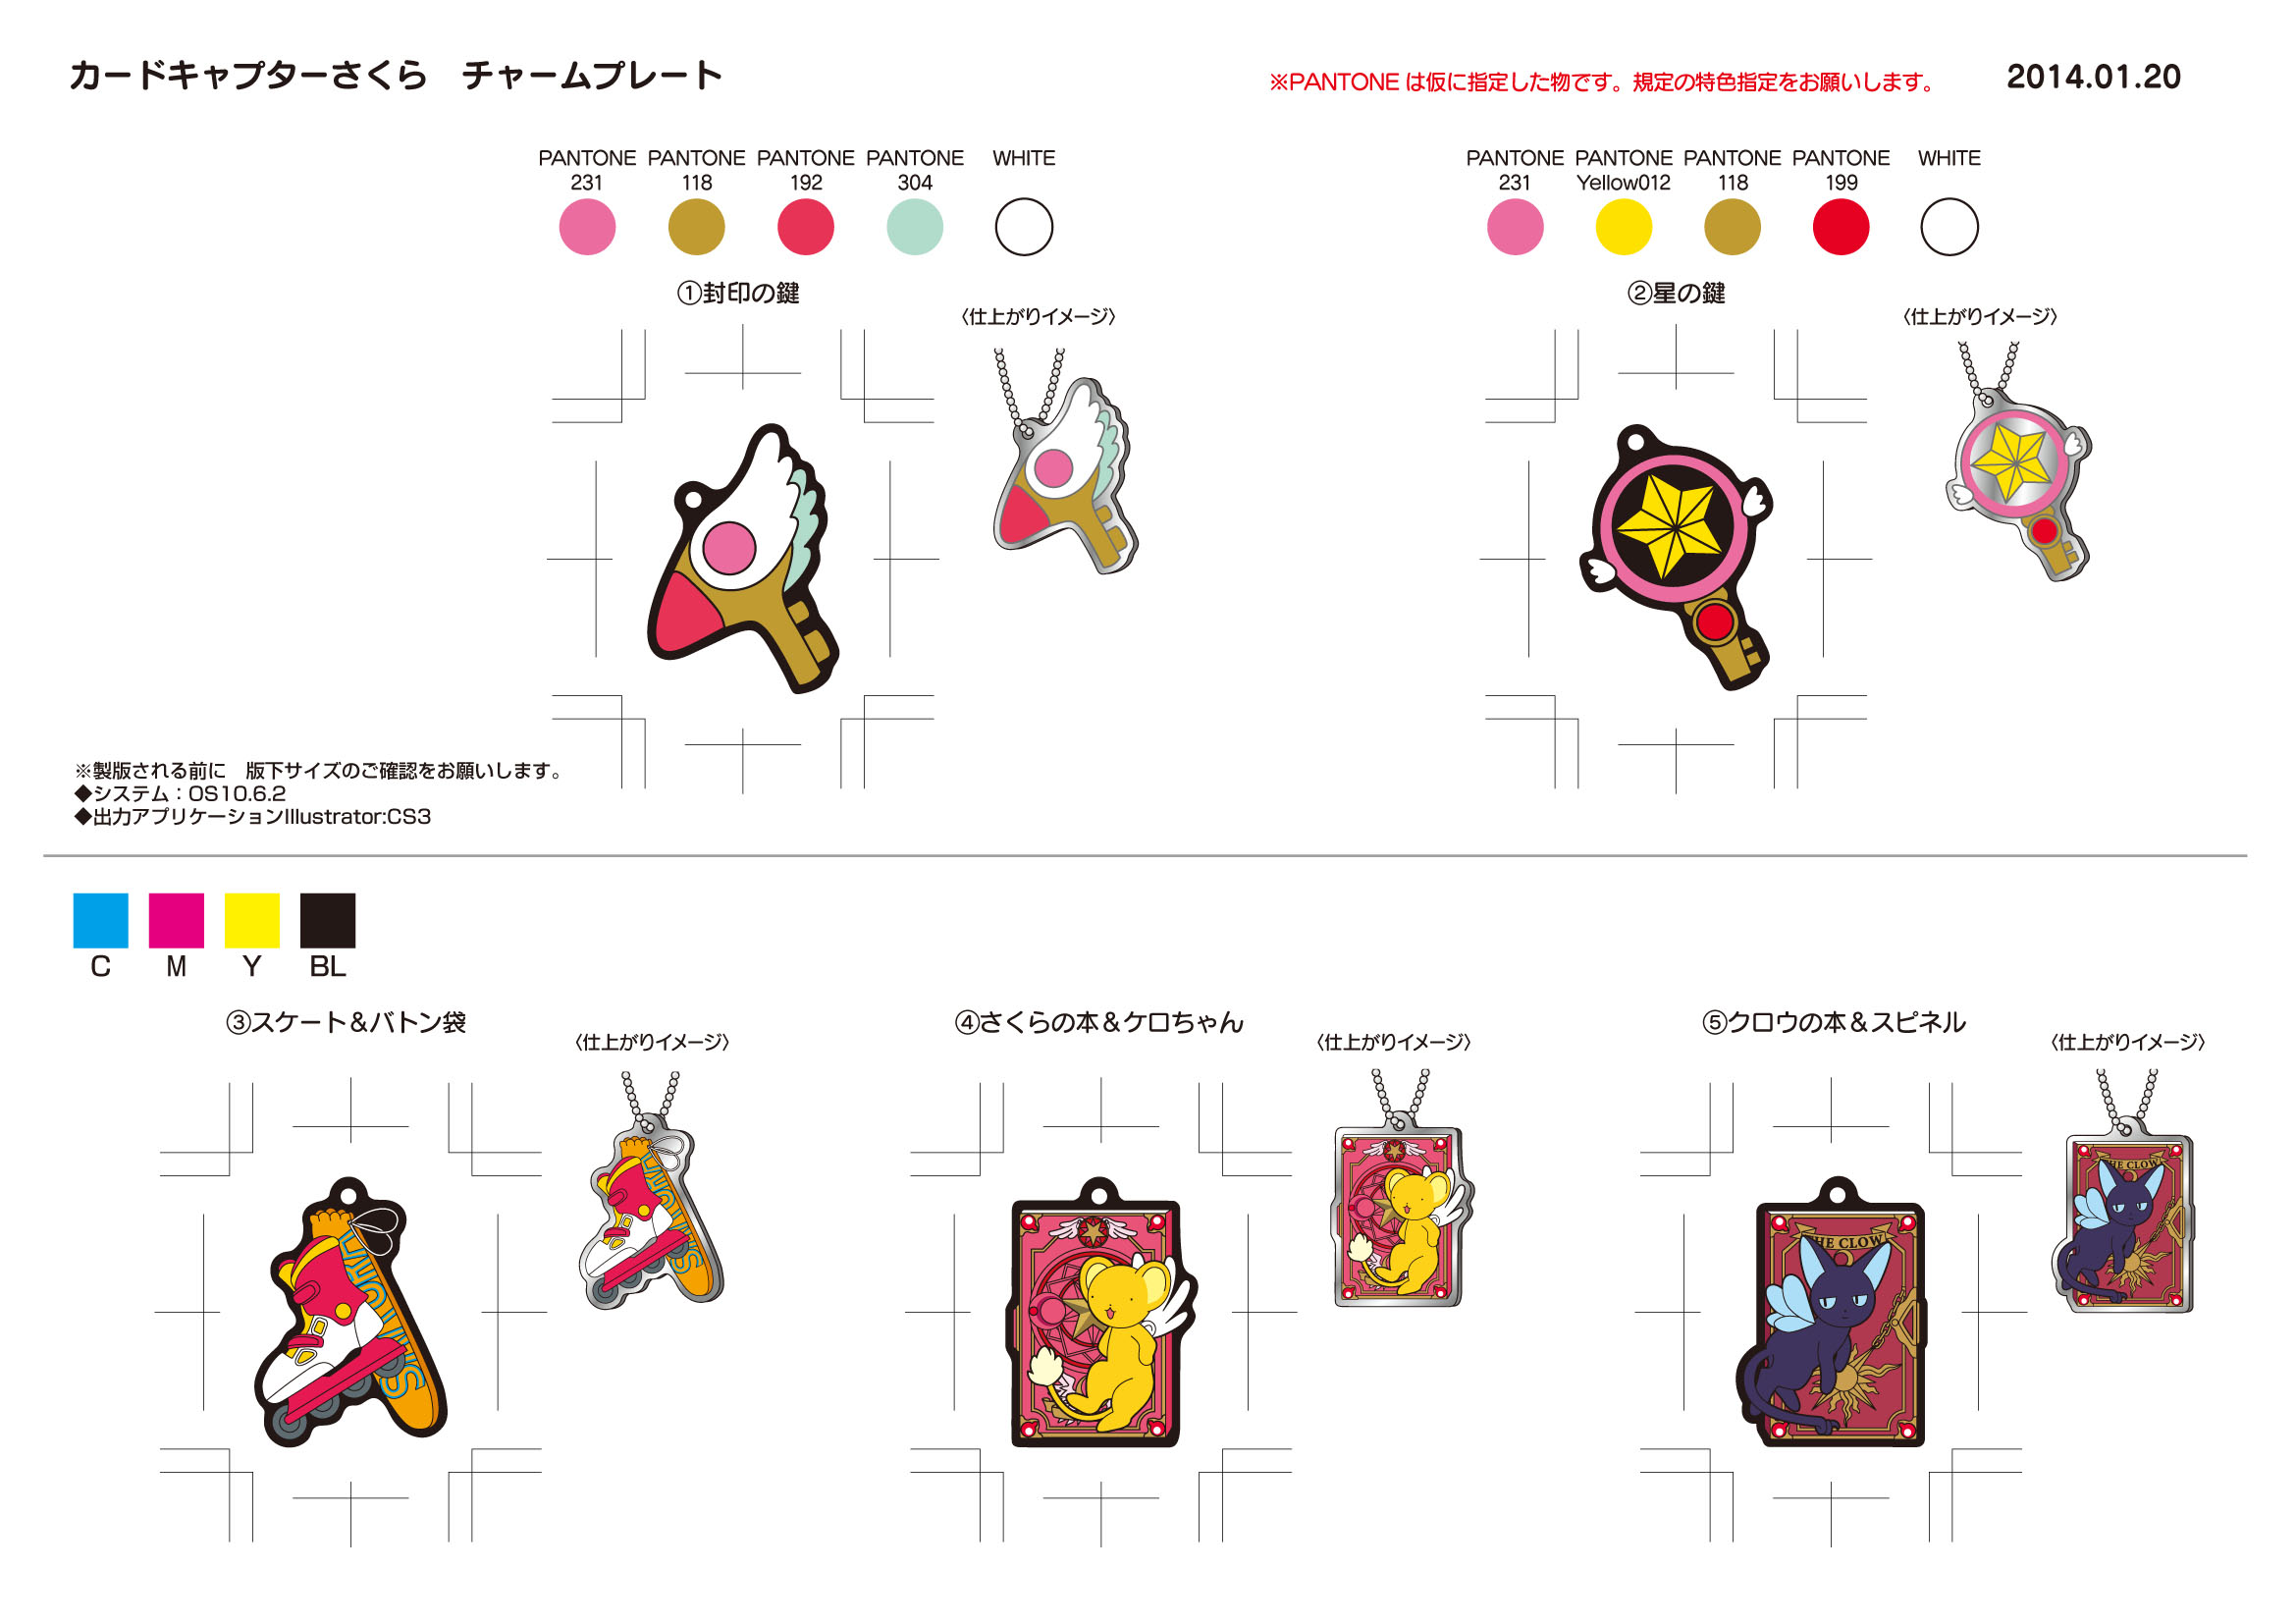 カードキャプターさくら　チャームプレート
※PANTONE は仮に指定した物です。規定の特色指定をお願いします。
2014.01.20
PANTONE 231
PANTONE 118
PANTONE 192
PANTONE 304
WHITE
PANTONE 231
PANTONE Yellow012
PANTONE 118
PANTONE 199
WHITE
①封印の鍵
〈仕上がりイメージ〉
②星の鍵
〈仕上がりイメージ〉
※製版される前に　版下サイズのご確認をお願いします。
◆システム：OS10.6.2
◆出力アプリケーションIllustrator:CS3
C
M
Y
BL
③スケート＆バトン袋
〈仕上がりイメージ〉
④さくらの本＆ケロちゃん
〈仕上がりイメージ〉
⑤クロウの本＆スピネル
〈仕上がりイメージ〉
HE CLOW
HE CLOW